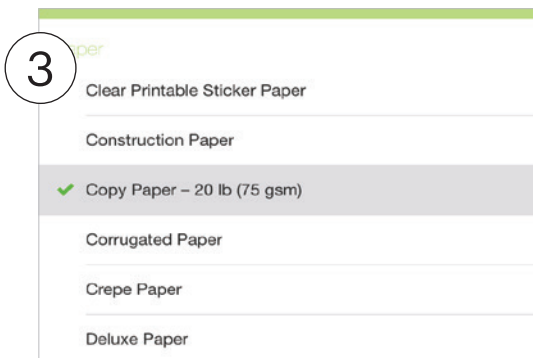 3
aper
Clear Printable Sticker Paper
Construction Paper
Copy Paper – 20 lb (75 gsm)
Corrugated Paper
Crepe Paper
Deluxe Paper